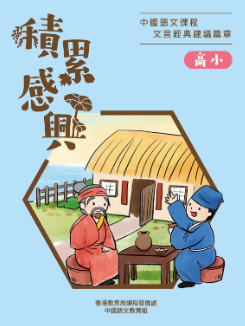 積累
感興
中國語文課程
文言經典建議篇章
高小
香港教育局課程發展處
中國語文教育組